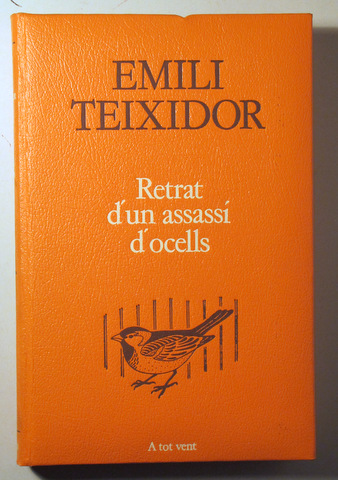 EMILI
TEIXIDOR
Retrat
d'un assassí
d'ocells
A tot vent